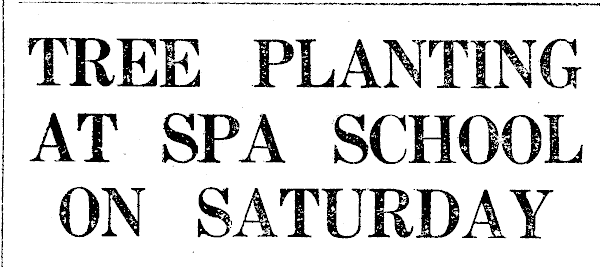 TREE PLANTING
AT SPA SCHOOL
ON SATURDAY